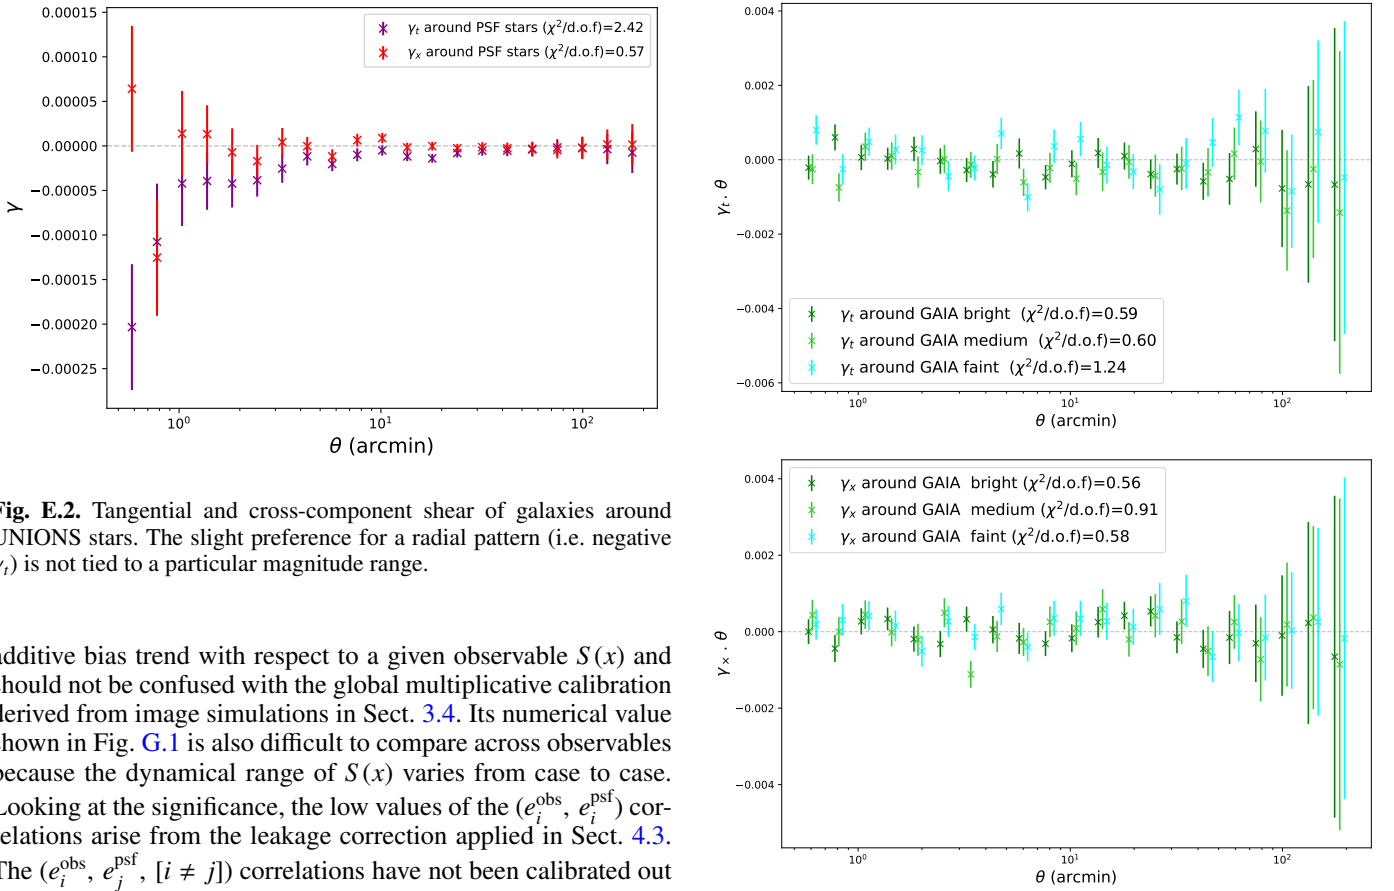 γt around PSF stars (χ²/d.o.f)=2.42
γx around PSF stars (χ²/d.o.f)=0.57
0.00015
0.00010
0.00005
0.00000
−0.00005
−0.00010
−0.00015
−0.00020
−0.00025
γ
10⁰ 10¹ 10²
θ (arcmin)
Fig. E.2. Tangential and cross-component shear of galaxies around
UNIONS stars. The slight preference for a radial pattern (i.e. negative
γt) is not tied to a particular magnitude range.
additive bias trend with respect to a given observable S(x) and
should not be confused with the global multiplicative calibration
derived from image simulations in Sect. 3.4. Its numerical value
shown in Fig. G.1 is also difficult to compare across observables
because the dynamical range of S(x) varies from case to case.
Looking at the significance, the low values of the (e_i^obs, e_i^psf) cor-
relations arise from the leakage correction applied in Sect. 4.3.
The (e_i^obs, e_j^psf, [i ≠ j]) correlations have not been calibrated out
0.004
0.002
0.000
−0.002
−0.004
−0.006
γt . θ
γt around GAIA bright (χ²/d.o.f)=0.59
γt around GAIA medium (χ²/d.o.f)=0.60
γt around GAIA faint (χ²/d.o.f)=1.24
10⁰ 10¹ 10²
θ (arcmin)
γx around GAIA bright (χ²/d.o.f)=0.56
γx around GAIA medium (χ²/d.o.f)=0.91
γx around GAIA faint (χ²/d.o.f)=0.58
0.004
0.002
0.000
−0.002
−0.004
γ× . θ
10⁰ 10¹ 10²
θ (arcmin)